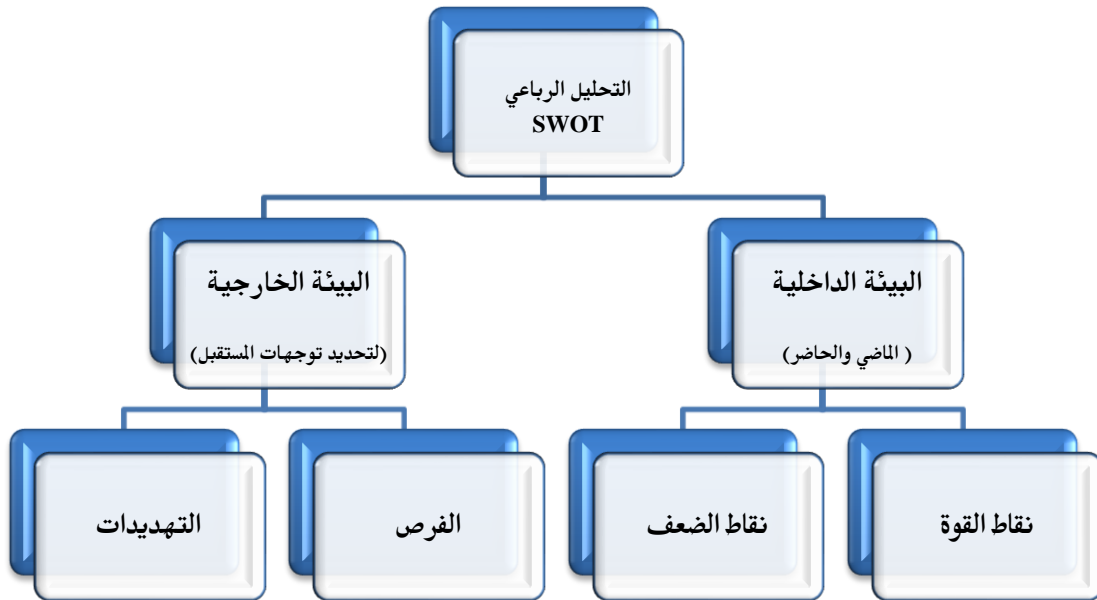 التحليل الرباعي
SWOT
البيئة الداخلية
( الماضي والحاضر)
البيئة الخارجية
(لتحديد توجهات المستقبل)
نقاط القوة
نقاط الضعف
الفرص
التهديدات